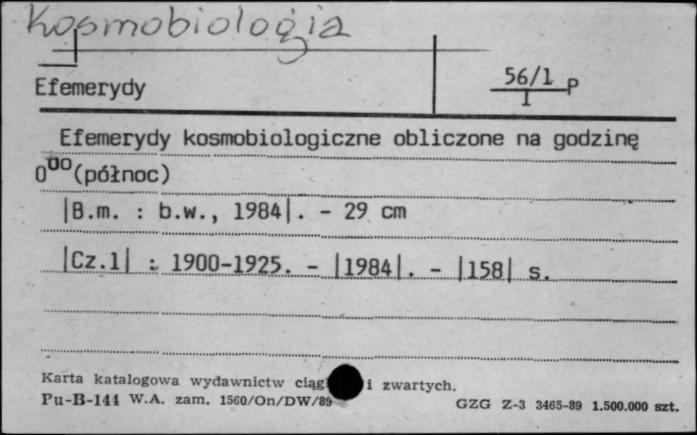 Kosmobiologia
Efemerydy
56/1 P
I
Efemerydy kosmobiologiczne obliczone na godzinę
0⁰⁰(północ)
|B.m. : b.w., 1984|. - 29 cm
|Cz.1| : 1900-1925. - |1984|. - |158| s.
Karta katalogowa wydawnictw ciągł i zwartych.
Pu-B-144 W.A. zam. 1560/On/DW/89 GZG Z-3 3465-89 1.500.000 szt.